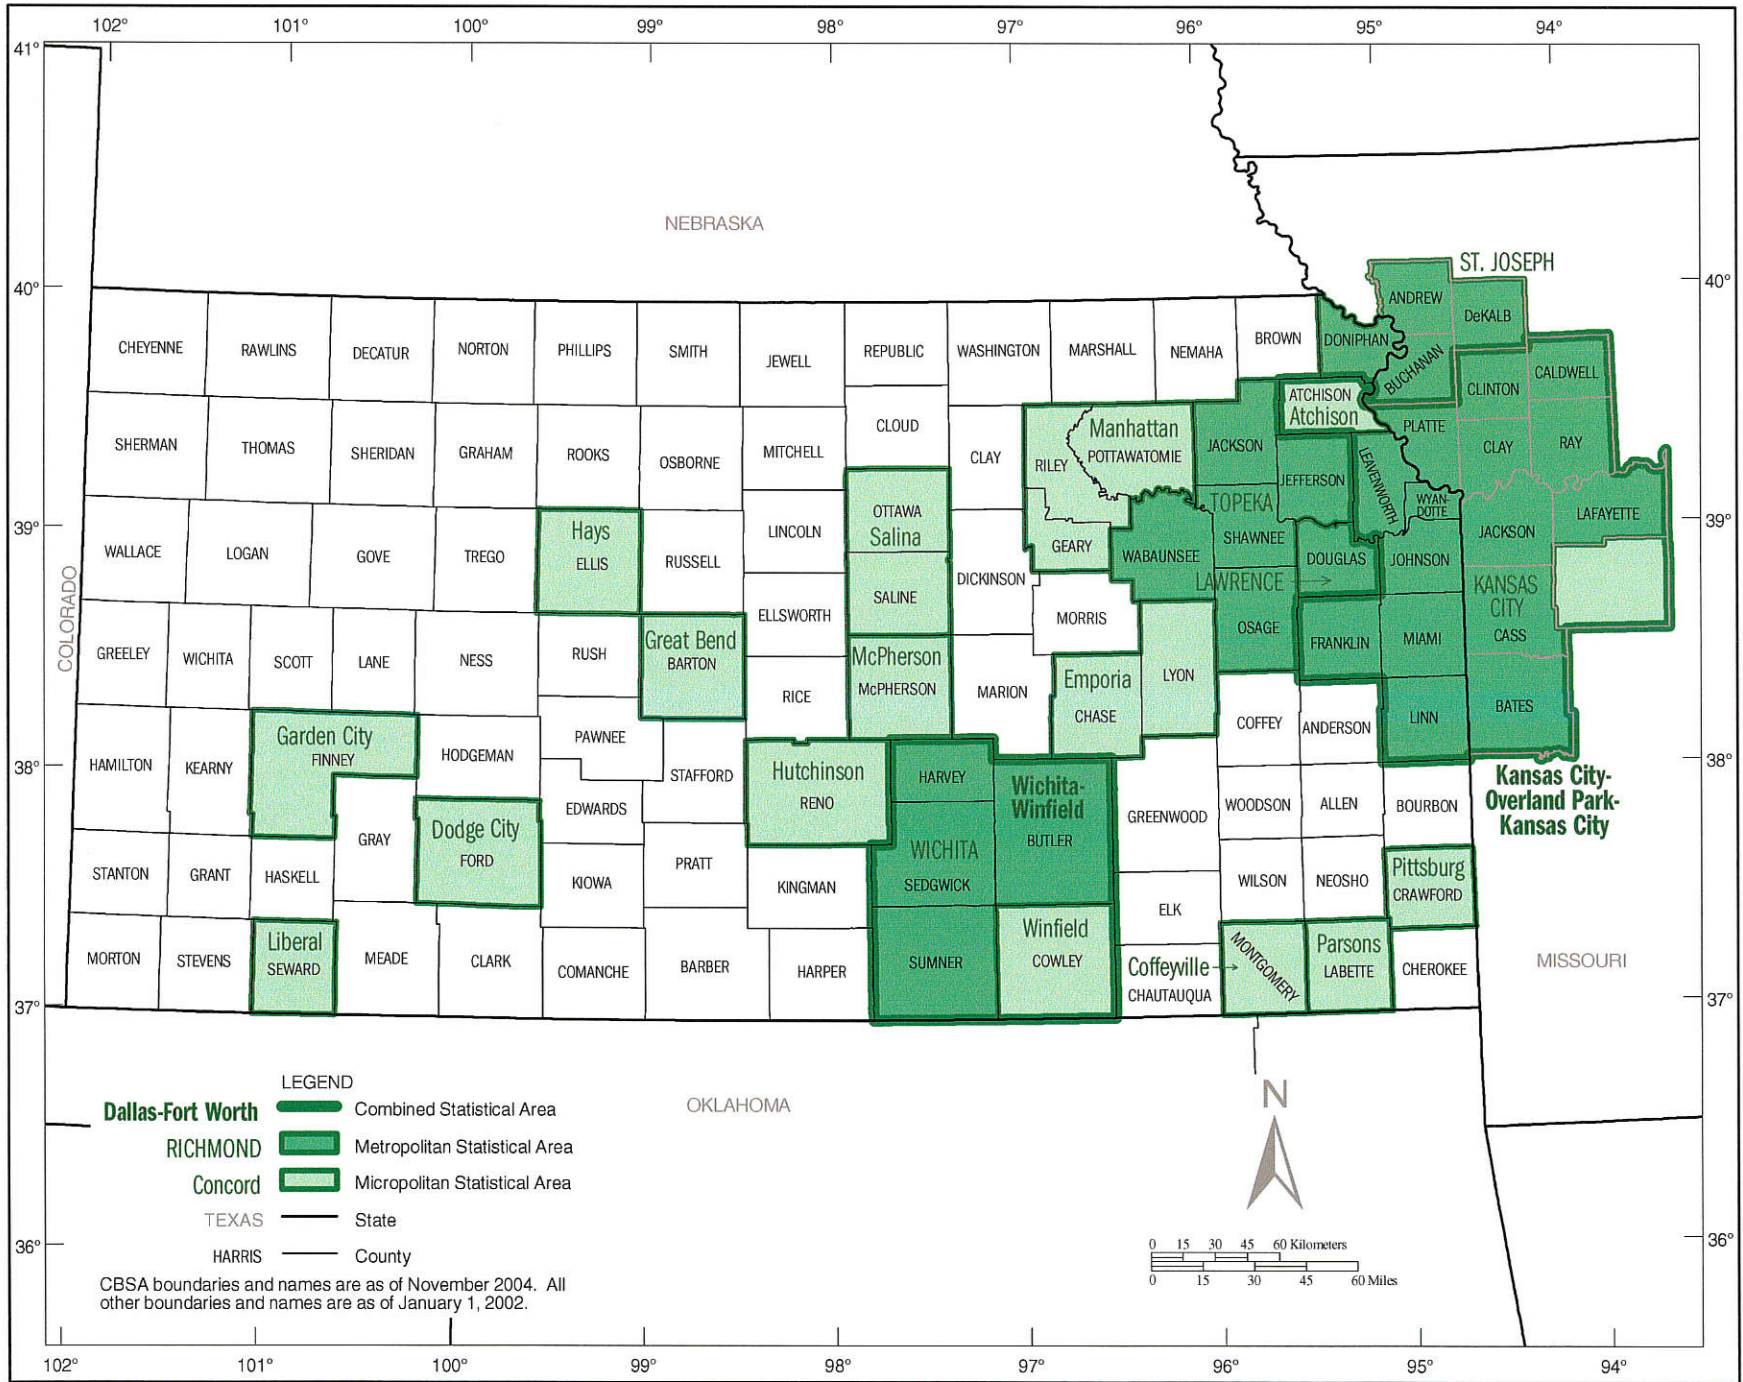 102° 101° 100° 99° 98° 97° 96° 95° 94°
41°
NEBRASKA
ST. JOSEPH
40° 40°
ANDREW
DeKALB
CHEYENNE RAWLINS DECATUR NORTON PHILLIPS SMITH JEWELL REPUBLIC WASHINGTON MARSHALL NEMAHA BROWN DONIPHAN
BUCHANAN CLINTON CALDWELL
ATCHISON
Atchison
SHERMAN THOMAS SHERIDAN GRAHAM ROOKS OSBORNE MITCHELL CLOUD CLAY RILEY
Manhattan
POTTAWATOMIE
JACKSON
JEFFERSON
LEAVENWORTH
PLATTE CLAY RAY
TOPEKA
WYAN-
DOTTE
39° 39°
WALLACE LOGAN GOVE TREGO
Hays
ELLIS
RUSSELL LINCOLN
OTTAWA
Salina
SALINE
DICKINSON GEARY WABAUNSEE SHAWNEE DOUGLAS JOHNSON JACKSON LAFAYETTE
LAWRENCE
KANSAS
CITY
COLORADO
ELLSWORTH
MORRIS
OSAGE FRANKLIN MIAMI CASS
GREELEY WICHITA SCOTT LANE NESS RUSH
Great Bend
BARTON
RICE
McPherson
McPHERSON
MARION
Emporia
CHASE
LYON
COFFEY ANDERSON LINN BATES
38° 38°
HAMILTON KEARNY
Garden City
FINNEY
HODGEMAN PAWNEE STAFFORD EDWARDS
Hutchinson
RENO
HARVEY
Wichita-
Winfield
BUTLER
Kansas City-
Overland Park-
Kansas City
GREENWOOD WOODSON ALLEN BOURBON
STANTON GRANT HASKELL GRAY
Dodge City
FORD
KIOWA PRATT KINGMAN
WICHITA
SEDGWICK
ELK WILSON NEOSHO
Pittsburg
CRAWFORD
MORTON STEVENS
Liberal
SEWARD
MEADE CLARK COMANCHE BARBER HARPER SUMNER
Winfield
COWLEY
Coffeyville
CHAUTAUQUA
MONTGOMERY
Parsons
LABETTE
CHEROKEE
MISSOURI
37° 37°
OKLAHOMA
N
LEGEND
Dallas-Fort Worth Combined Statistical Area
RICHMOND Metropolitan Statistical Area
Concord Micropolitan Statistical Area
TEXAS State
HARRIS County
36° 36°
0 15 30 45 60 Kilometers
0 15 30 45 60 Miles
CBSA boundaries and names are as of November 2004. All
other boundaries and names are as of January 1, 2002.
102° 101° 100° 99° 98° 97° 96° 95° 94°